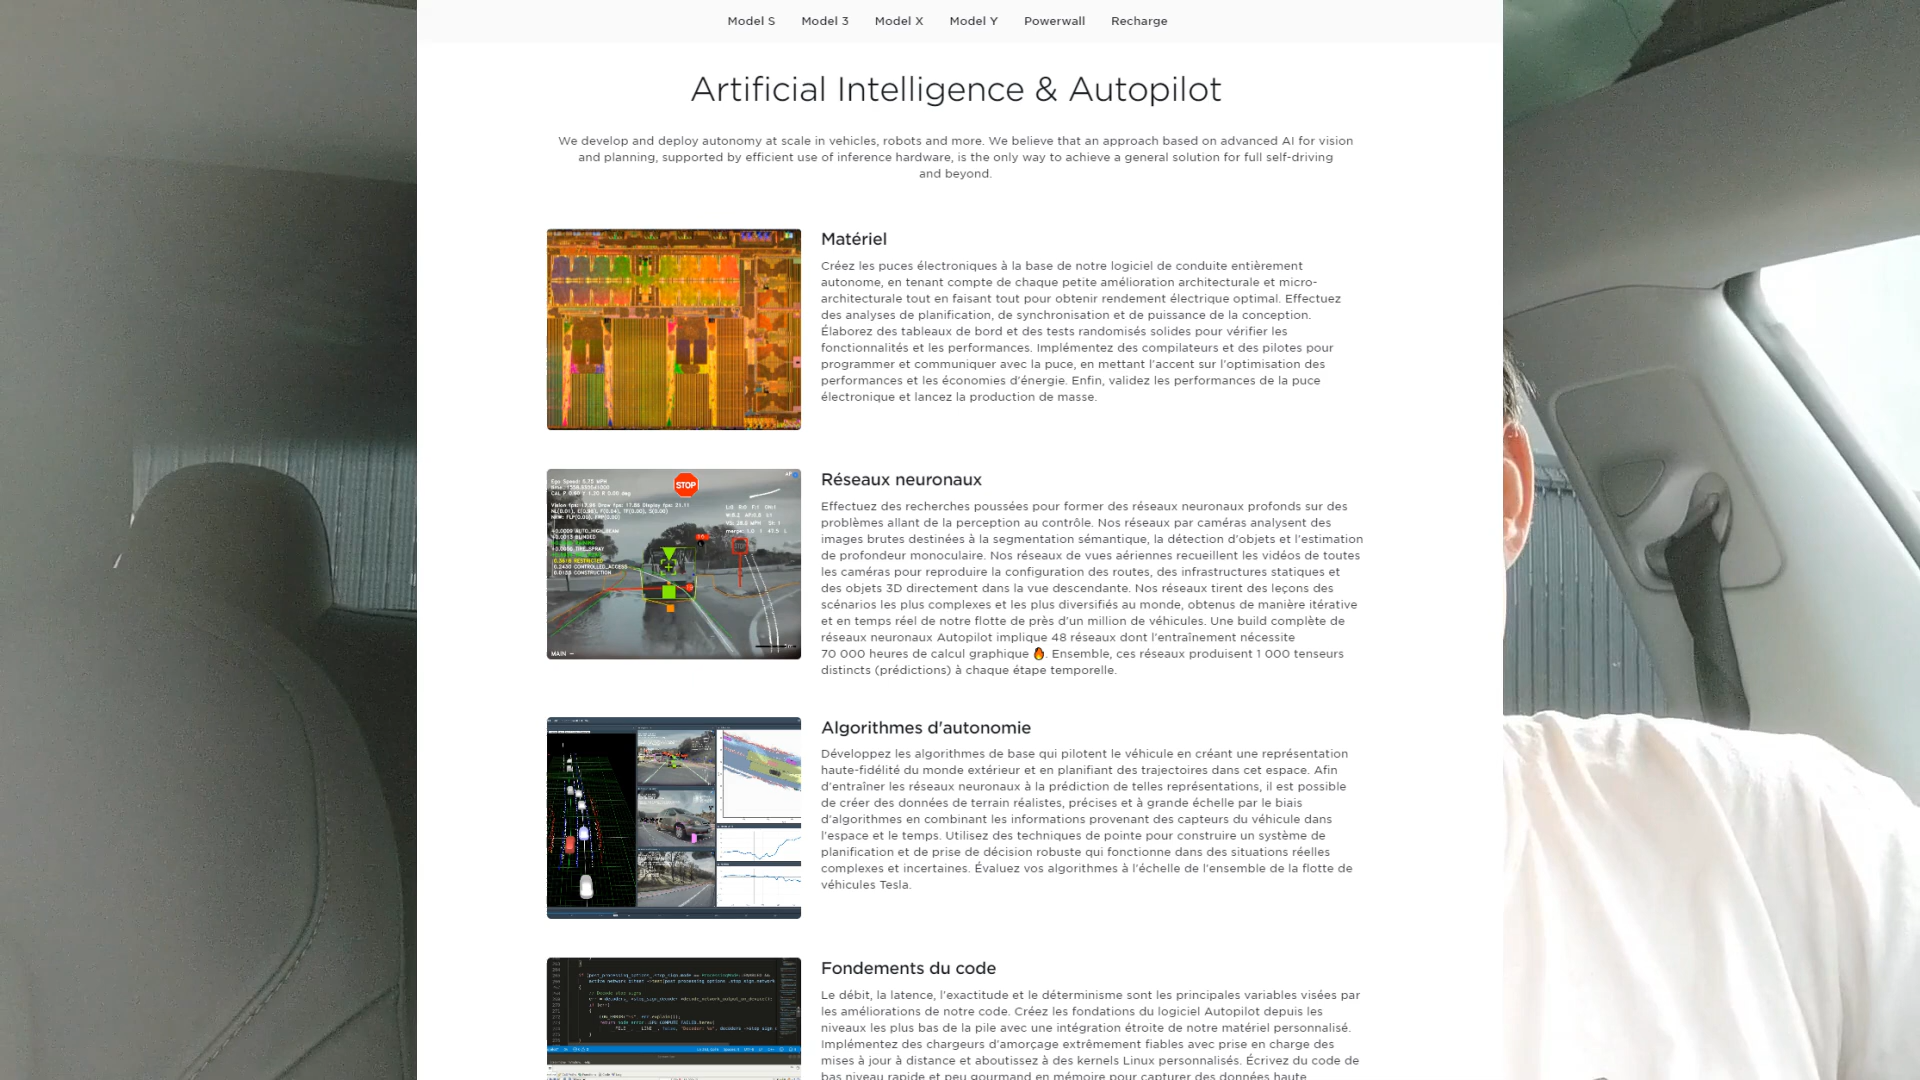 Model S Model 3 Model X Model Y Powerwall Recharge
Artificial Intelligence & Autopilot
We develop and deploy autonomy at scale in vehicles, robots and more. We believe that an approach based on advanced AI for vision
and planning, supported by efficient use of inference hardware, is the only way to achieve a general solution for full self-driving
and beyond.
Matériel
Créez les puces électroniques à la base de notre logiciel de conduite entièrement
autonome, en tenant compte de chaque petite amélioration architecturale et micro-
architecturale tout en faisant tout pour obtenir rendement électrique optimal. Effectuez
des analyses de planification, de synchronisation et de puissance de la conception.
Élaborez des tableaux de bord et des tests randomisés solides pour vérifier les
fonctionnalités et les performances. Implémentez des compilateurs et des pilotes pour
programmer et communiquer avec la puce, en mettant l'accent sur l'optimisation des
performances et les économies d'énergie. Enfin, validez les performances de la puce
électronique et lancez la production de masse.
STOP
MAIN
Réseaux neuronaux
Effectuez des recherches poussées pour former des réseaux neuronaux profonds sur des
problèmes allant de la perception au contrôle. Nos réseaux par caméras analysent des
images brutes destinées à la segmentation sémantique, la détection d'objets et l'estimation
de profondeur monoculaire. Nos réseaux de vues aériennes recueillent les vidéos de toutes
les caméras pour reproduire la configuration des routes, des infrastructures statiques et
des objets 3D directement dans la vue descendante. Nos réseaux tirent des leçons des
scénarios les plus complexes et les plus diversifiés au monde, obtenus de manière itérative
et en temps réel de notre flotte de près d'un million de véhicules. Une build complète de
réseaux neuronaux Autopilot implique 48 réseaux dont l'entraînement nécessite
70 000 heures de calcul graphique 🔥. Ensemble, ces réseaux produisent 1 000 tenseurs
distincts (prédictions) à chaque étape temporelle.
Algorithmes d'autonomie
Développez les algorithmes de base qui pilotent le véhicule en créant une représentation
haute-fidélité du monde extérieur et en planifiant des trajectoires dans cet espace. Afin
d'entraîner les réseaux neuronaux à la prédiction de telles représentations, il est possible
de créer des données de terrain réalistes, précises et à grande échelle par le biais
d'algorithmes en combinant les informations provenant des capteurs du véhicule dans
l'espace et le temps. Utilisez des techniques de pointe pour construire un système de
planification et de prise de décision robuste qui fonctionne dans des situations réelles
complexes et incertaines. Évaluez vos algorithmes à l'échelle de l'ensemble de la flotte de
véhicules Tesla.
Fondements du code
Le débit, la latence, l'exactitude et le déterminisme sont les principales variables visées par
les améliorations de notre code. Créez les fondations du logiciel Autopilot depuis les
niveaux les plus bas de la pile avec une intégration étroite de notre matériel personnalisé.
Implémentez des chargeurs d'amorçage extrêmement fiables avec prise en charge des
mises à jour à distance et aboutissez à des kernels Linux personnalisés. Écrivez du code de
bas niveau rapide et peu gourmand en mémoire pour capturer des données haute